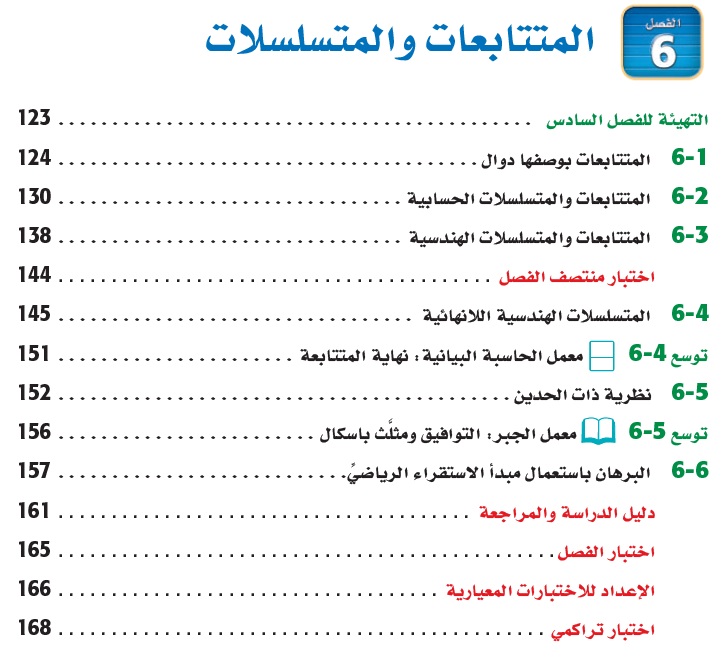 الفصل
6
المتتابعات والمتسلسلات
التهيئة للفصل السادس ............................................ 123
6-1 المتتابعات بوصفها دوال ........................................ 124
6-2 المتتابعات والمتسلسلات الحسابية ................................. 130
6-3 المتتابعات والمتسلسلات الهندسية ................................. 138
اختبار منتصف الفصل ......................................... 144
6-4 المتسلسلات الهندسية اللانهائية .................................. 145
توسع 6-4 معمل الحاسبة البيانية: نهاية المتتابعة ...................... 151
6-5 نظرية ذات الحدين ........................................... 152
توسع 6-5 معمل الجبر: التوافيق ومثلَّث باسكال ........................ 156
6-6 البرهان باستعمال مبدأ الاستقراء الرياضيِّ........................... 157
دليل الدراسة والمراجعة ....................................... 161
اختبار الفصل............................................... 165
الإعداد للاختبارات المعيارية .................................... 166
اختبار تراكمي .............................................. 168